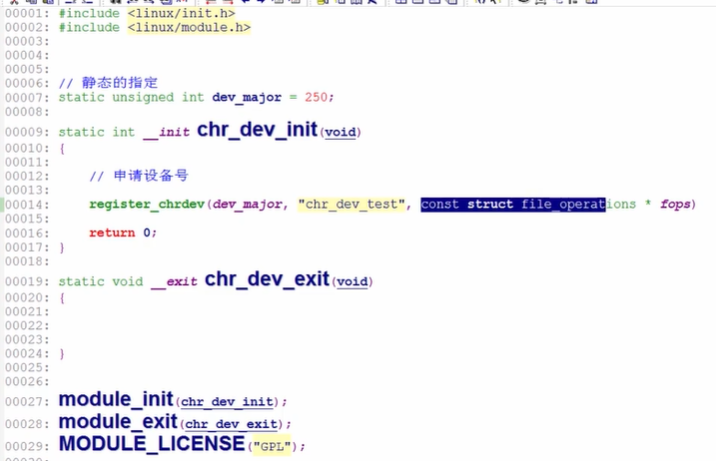 00001: #include <linux/init.h>
00002: #include <linux/module.h>
00003:
00004:
00005:
00006: // 静态的指定
00007: static unsigned int dev_major = 250;
00008:
00009: static int __init chr_dev_init(void)
00010: {
00011:
00012:     // 申请设备号
00013:
00014:     register_chrdev(dev_major, "chr_dev_test", const struct file_operations * fops)
00015:
00016:     return 0;
00017: }
00018:
00019: static void __exit chr_dev_exit(void)
00020: {
00021:
00022:
00023:
00024: }
00025:
00026:
00027: module_init(chr_dev_init);
00028: module_exit(chr_dev_exit);
00029: MODULE_LICENSE("GPL");